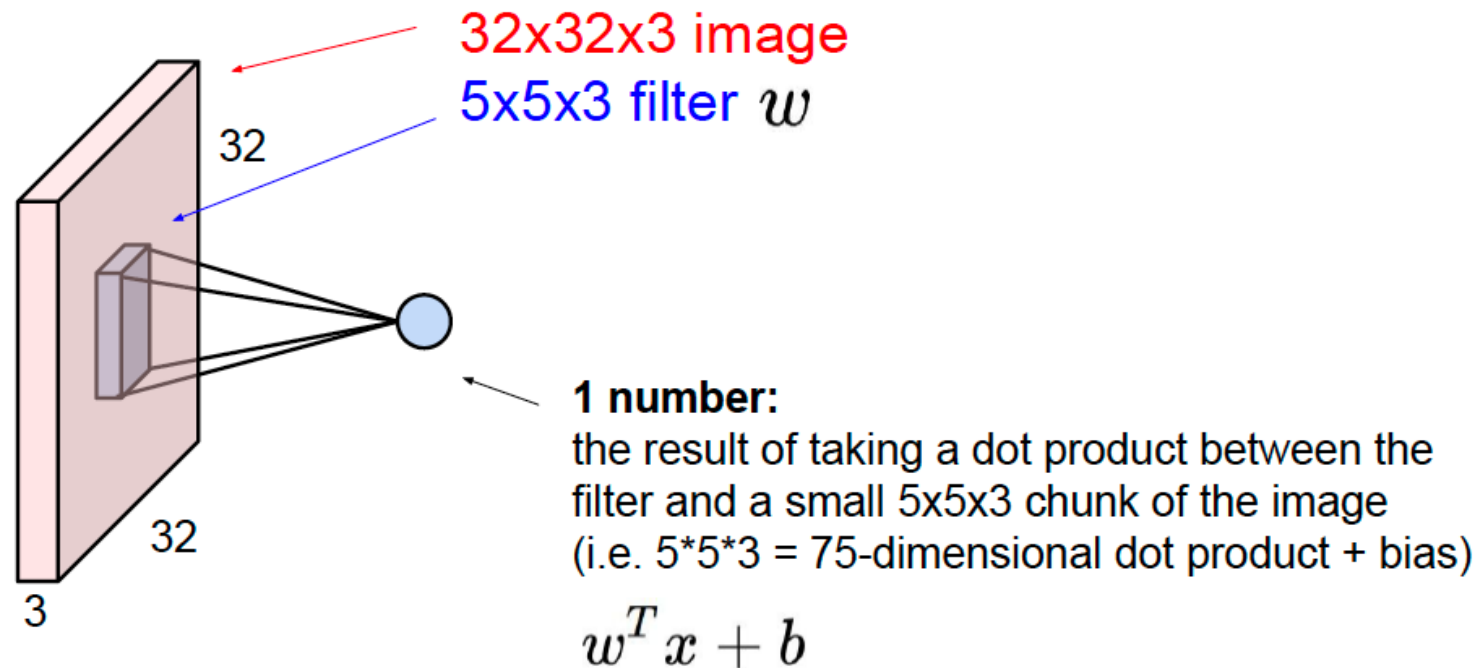 32x32x3 image
5x5x3 filter w
32
32
3
1 number:
the result of taking a dot product between the
filter and a small 5x5x3 chunk of the image
(i.e. 5*5*3 = 75-dimensional dot product + bias)
w^T x + b